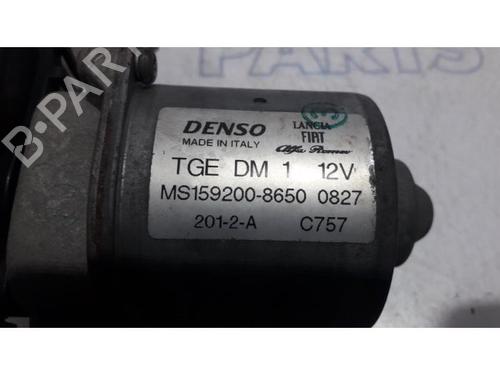 PARTS
B-PARTS
DENSO
MADE IN ITALY
LANCIA
FIAT
Alfa Romeo
TGE DM 1 12V
MS159200-8650 0827
201-2-A C757